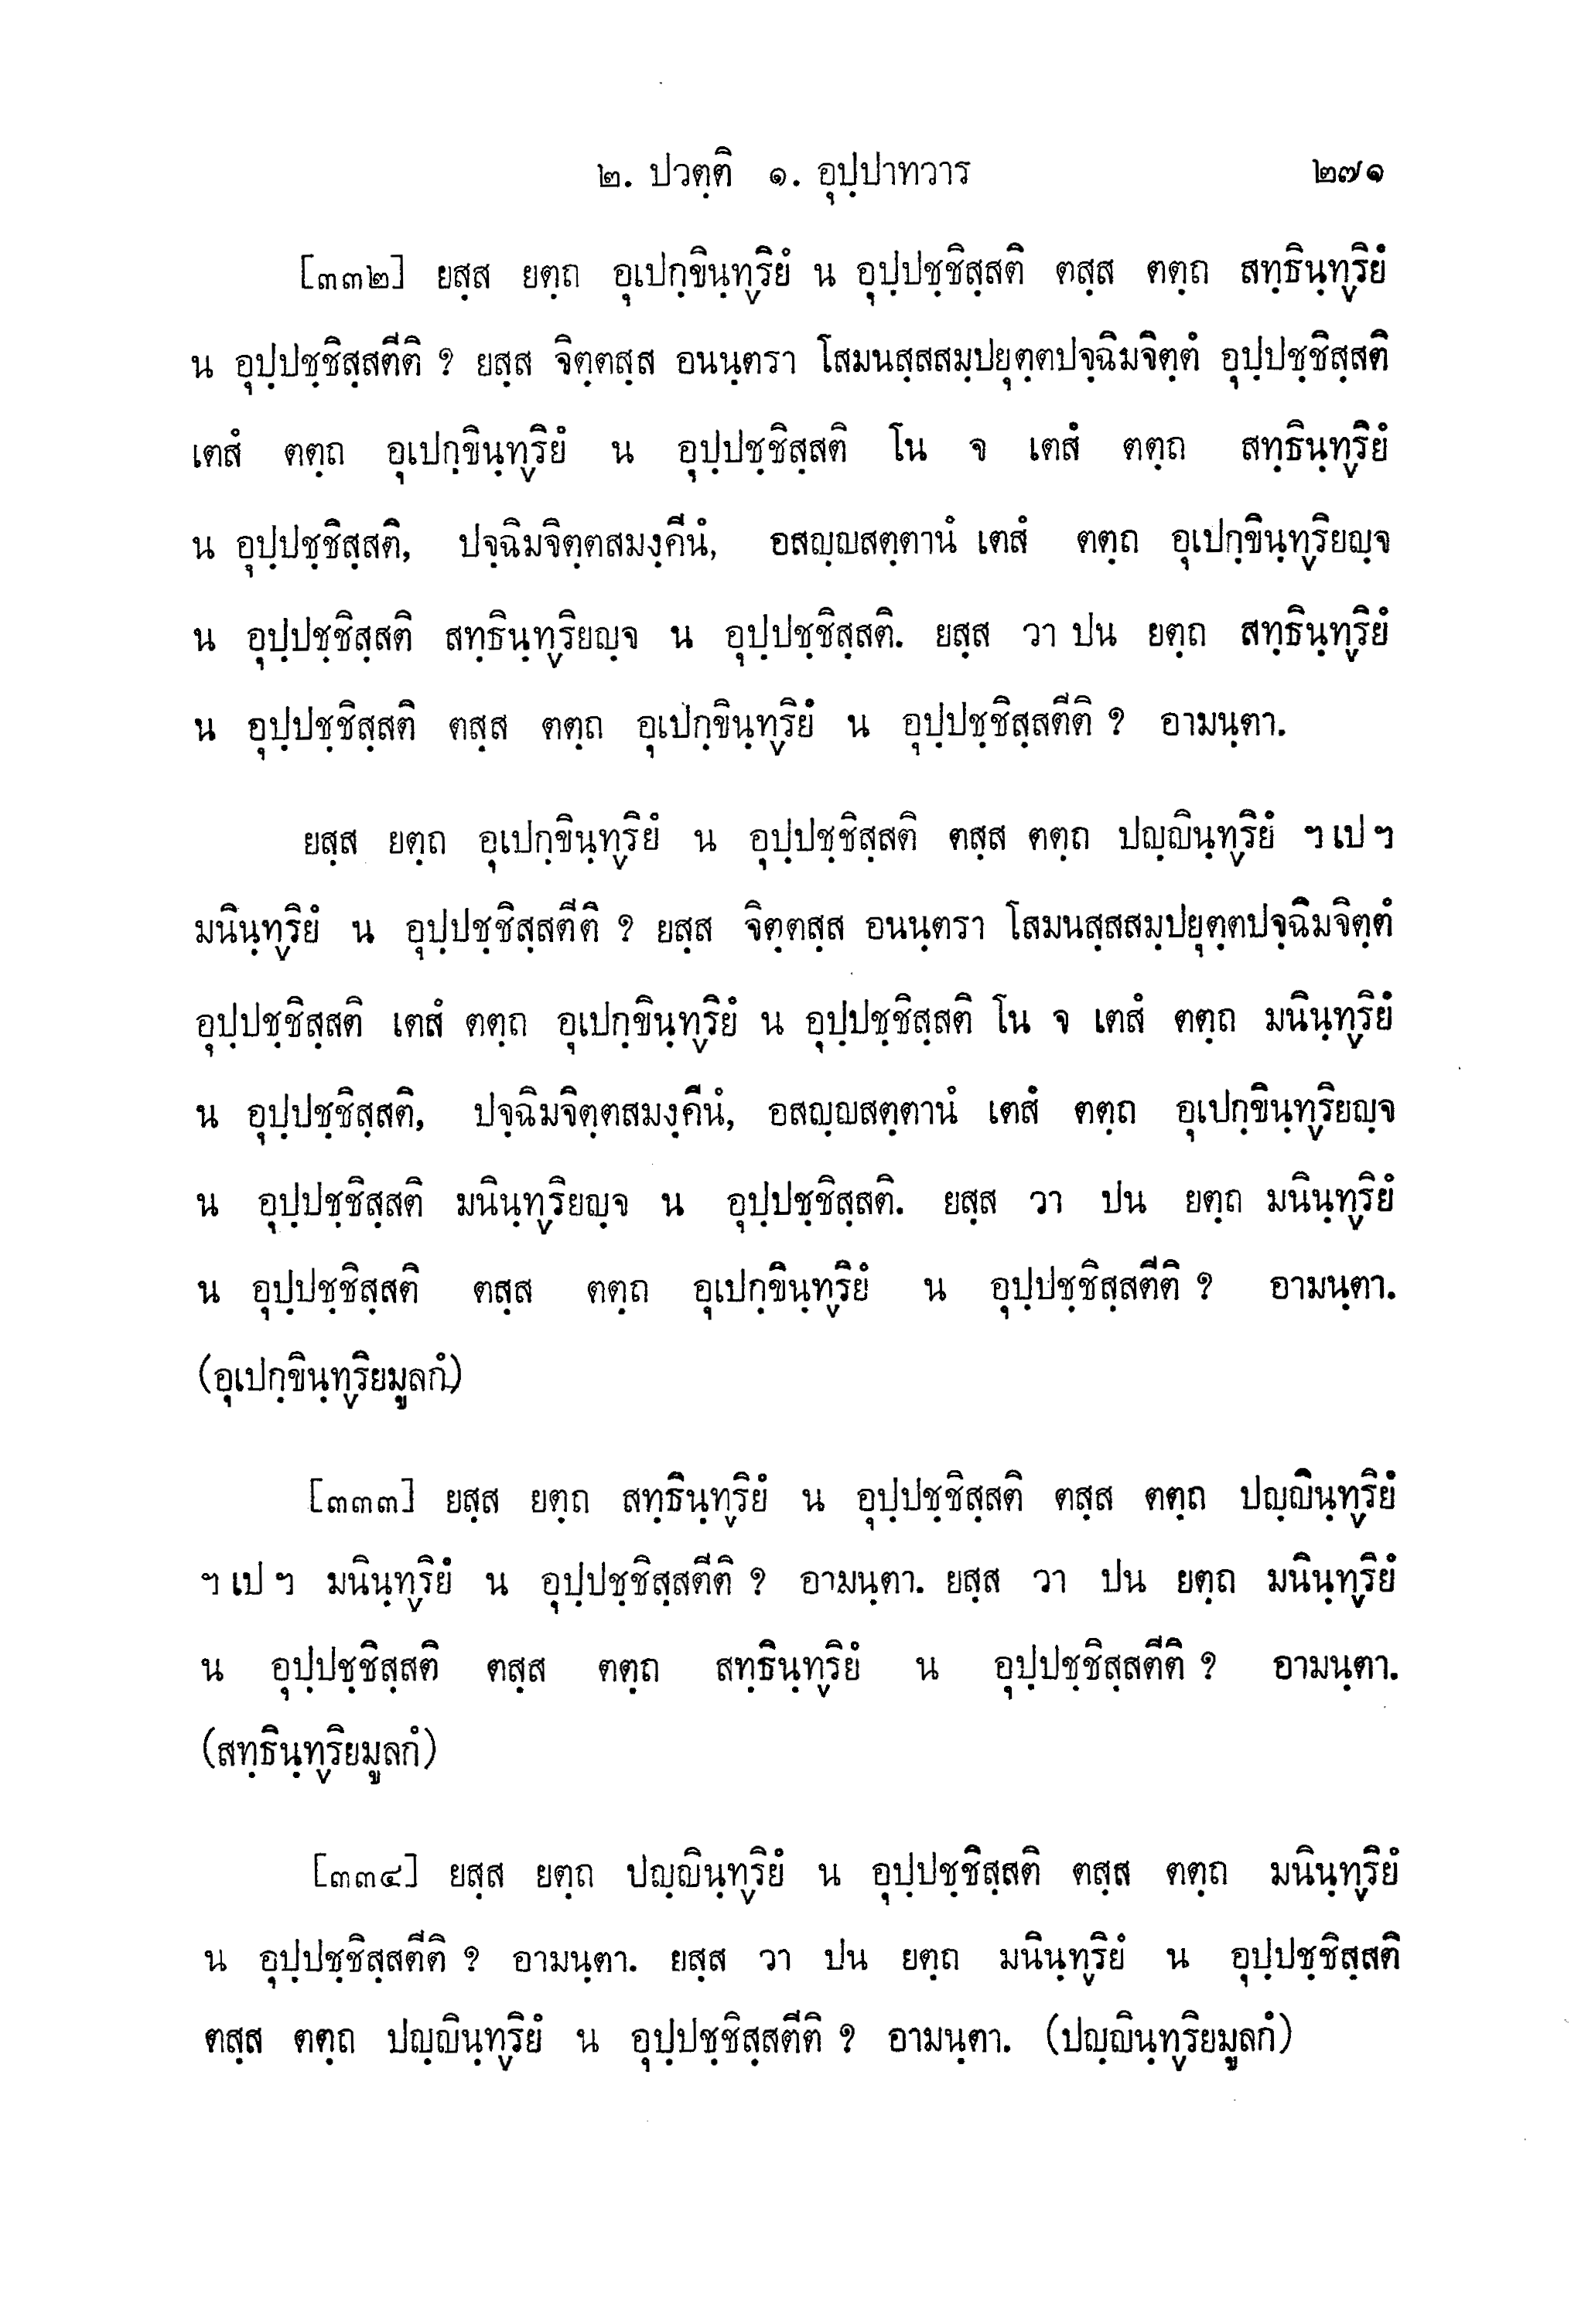 ๒. ปวตฺติ ๑. อุปฺปาทวาร ๒๗๑
[๓๓๒] ยสฺส ยตฺถ อุเปกฺขินฺทฺริยํ น อุปฺปชฺชิสฺสติ ตสฺส ตตฺถ สทฺธินฺทฺริยํ
น อุปฺปชฺชิสฺสตีติ ? ยสฺส จิตฺตสฺส อนนฺตรา โสมนสฺสสมฺปยุตฺตปจฺฉิมจิตฺตํ อุปฺปชฺชิสฺสติ
เตสํ ตตฺถ อุเปกฺขินฺทฺริยํ น อุปฺปชฺชิสฺสติ โน จ เตสํ ตตฺถ สทฺธินฺทฺริยํ
น อุปฺปชฺชิสฺสติ, ปจฺฉิมจิตฺตสมงฺคีนํ, อสญฺญสตฺตานํ เตสํ ตตฺถ อุเปกฺขินฺทฺริยญฺจ
น อุปฺปชฺชิสฺสติ สทฺธินฺทฺริยญฺจ น อุปฺปชฺชิสฺสติ. ยสฺส วา ปน ยตฺถ สทฺธินฺทฺริยํ
น อุปฺปชฺชิสฺสติ ตสฺส ตตฺถ อุเปกฺขินฺทฺริยํ น อุปฺปชฺชิสฺสตีติ ? อามนฺตา.
ยสฺส ยตฺถ อุเปกฺขินฺทฺริยํ น อุปฺปชฺชิสฺสติ ตสฺส ตตฺถ ปญฺญินฺทฺริยํ ฯ เป ฯ
มนินฺทฺริยํ น อุปฺปชฺชิสฺสตีติ ? ยสฺส จิตฺตสฺส อนนฺตรา โสมนสฺสสมฺปยุตฺตปจฺฉิมจิตฺตํ
อุปฺปชฺชิสฺสติ เตสํ ตตฺถ อุเปกฺขินฺทฺริยํ น อุปฺปชฺชิสฺสติ โน จ เตสํ ตตฺถ มนินฺทฺริยํ
น อุปฺปชฺชิสฺสติ, ปจฺฉิมจิตฺตสมงฺคีนํ, อสญฺญสตฺตานํ เตสํ ตตฺถ อุเปกฺขินฺทฺริยญฺจ
น อุปฺปชฺชิสฺสติ มนินฺทฺริยญฺจ น อุปฺปชฺชิสฺสติ. ยสฺส วา ปน ยตฺถ มนินฺทฺริยํ
น อุปฺปชฺชิสฺสติ ตสฺส ตตฺถ อุเปกฺขินฺทฺริยํ น อุปฺปชฺชิสฺสตีติ ? อามนฺตา.
(อุเปกฺขินฺทฺริยมูลกํ)
[๓๓๓] ยสฺส ยตฺถ สทฺธินฺทฺริยํ น อุปฺปชฺชิสฺสติ ตสฺส ตตฺถ ปญฺญินฺทฺริยํ
ฯ เป ฯ มนินฺทฺริยํ น อุปฺปชฺชิสฺสตีติ ? อามนฺตา. ยสฺส วา ปน ยตฺถ มนินฺทฺริยํ
น อุปฺปชฺชิสฺสติ ตสฺส ตตฺถ สทฺธินฺทฺริยํ น อุปฺปชฺชิสฺสตีติ ? อามนฺตา.
(สทฺธินฺทฺริยมูลกํ)
[๓๓๔] ยสฺส ยตฺถ ปญฺญินฺทฺริยํ น อุปฺปชฺชิสฺสติ ตสฺส ตตฺถ มนินฺทฺริยํ
น อุปฺปชฺชิสฺสตีติ ? อามนฺตา. ยสฺส วา ปน ยตฺถ มนินฺทฺริยํ น อุปฺปชฺชิสฺสติ
ตสฺส ตตฺถ ปญฺญินฺทฺริยํ น อุปฺปชฺชิสฺสตีติ ? อามนฺตา. (ปญฺญินฺทฺริยมูลกํ)